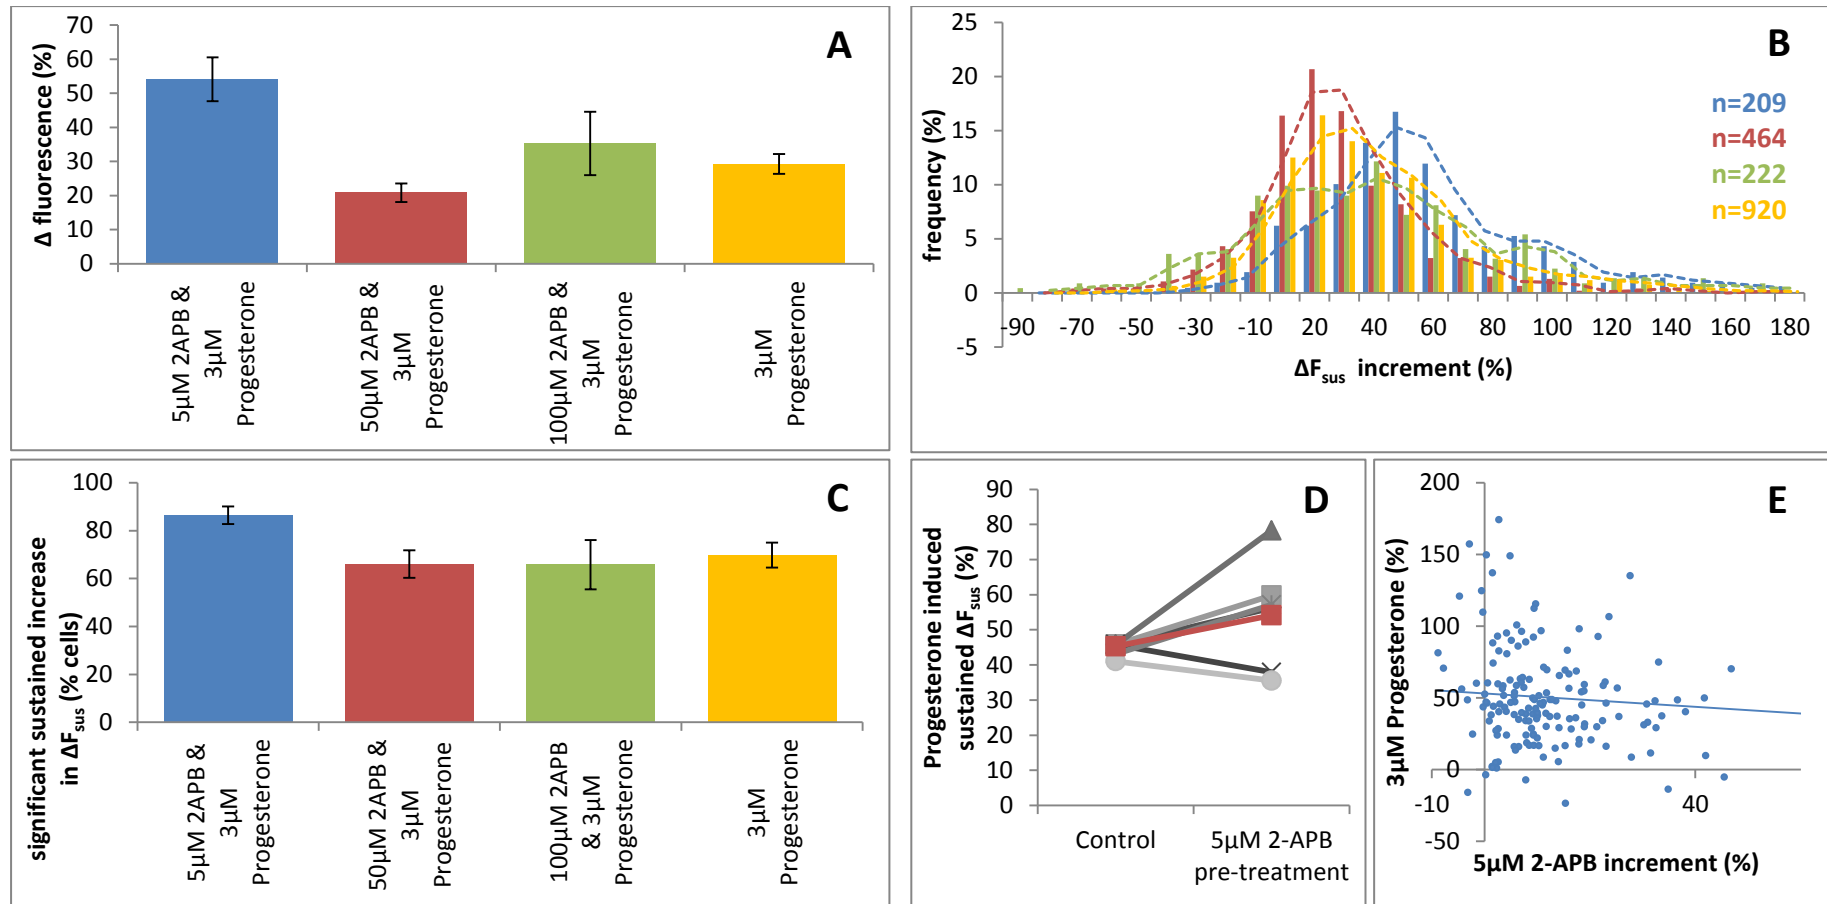 A
Δ fluorescence (%)
70
60
50
40
30
20
10
0
5µM 2APB &
3µM
Progesterone
50µM 2APB &
3µM
Progesterone
100µM 2APB &
3µM
Progesterone
3µM
Progesterone
B
frequency (%)
25
20
15
10
5
0
-5
n=209
n=464
n=222
n=920
-90 -70 -50 -30 -10 20 40 60 80 100 120 140 160 180
ΔFsus increment (%)
C
significant sustained increase
in ΔFsus (% cells)
100
80
60
40
20
0
5µM 2APB &
3µM
Progesterone
50µM 2APB &
3µM
Progesterone
100µM 2APB
& 3µM
Progesterone
3µM
Progesterone
D
Progesterone induced
sustained ΔFsus (%)
90
80
70
60
50
40
30
20
10
0
Control
5µM 2-APB
pre-treatment
E
3µM Progesterone (%)
200
150
100
50
0
-50
-10 40
5µM 2-APB increment (%)